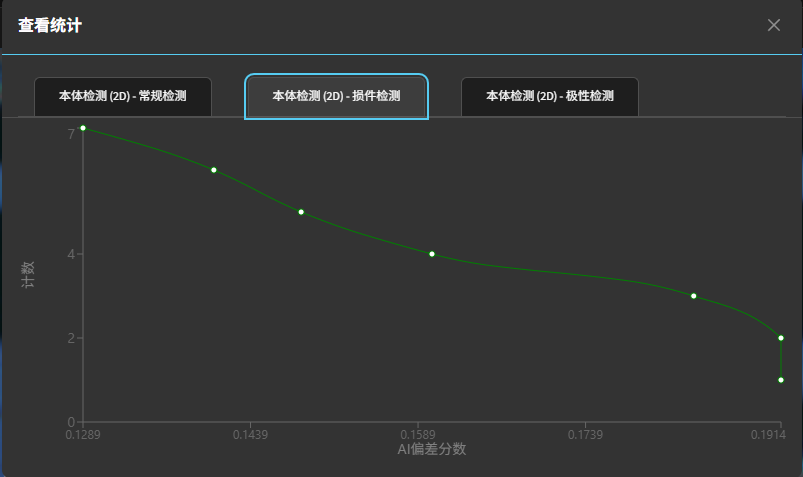 查看统计
本体检测 (2D) - 常规检测
本体检测 (2D) - 损件检测
本体检测 (2D) - 极性检测
7
4
2
0
计数
0.1289 0.1439 0.1589 0.1739 0.1914
AI偏差分数